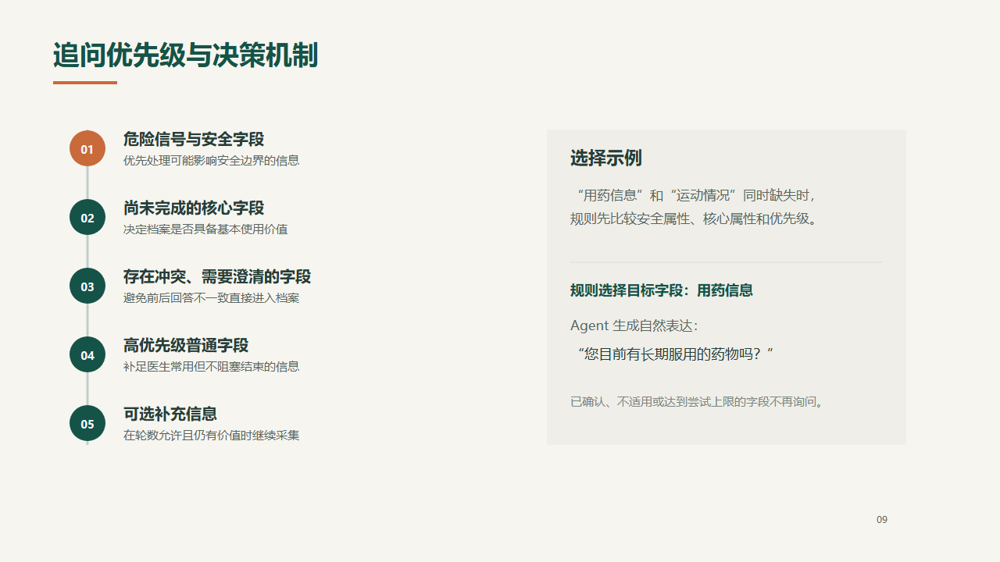 追问优先级与决策机制
01
危险信号与安全字段
优先处理可能影响安全边界的信息
02
尚未完成的核心字段
决定档案是否具备基本使用价值
03
存在冲突、需要澄清的字段
避免前后回答不一致直接进入档案
04
高优先级普通字段
补足医生常用但不阻塞结束的信息
05
可选补充信息
在轮数允许且仍有价值时继续采集
选择示例
“用药信息”和“运动情况”同时缺失时，
规则先比较安全属性、核心属性和优先级。
规则选择目标字段：用药信息
Agent 生成自然表达：
“您目前有长期服用的药物吗？”
已确认、不适用或达到尝试上限的字段不再询问。
09